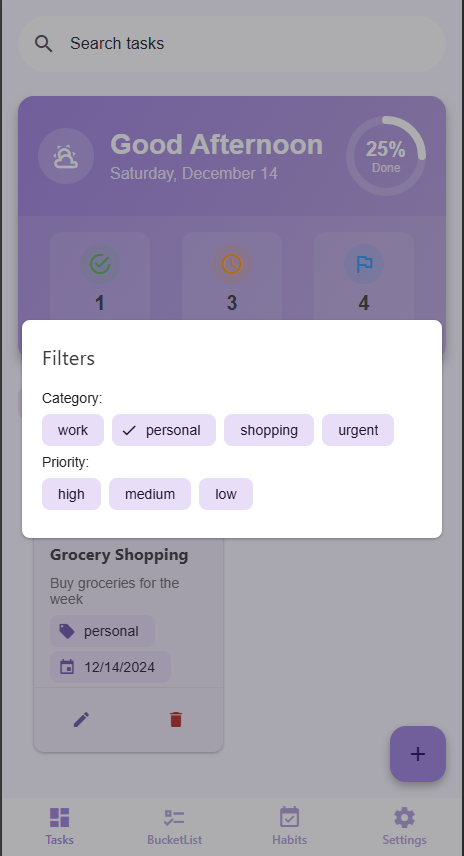 Search tasks
Good Afternoon
Saturday, December 14
25%
Done
1 3 4
Filters
Category:
work personal shopping urgent
Priority:
high medium low
Grocery Shopping
Buy groceries for the
week
personal
12/14/2024
Tasks BucketList Habits Settings